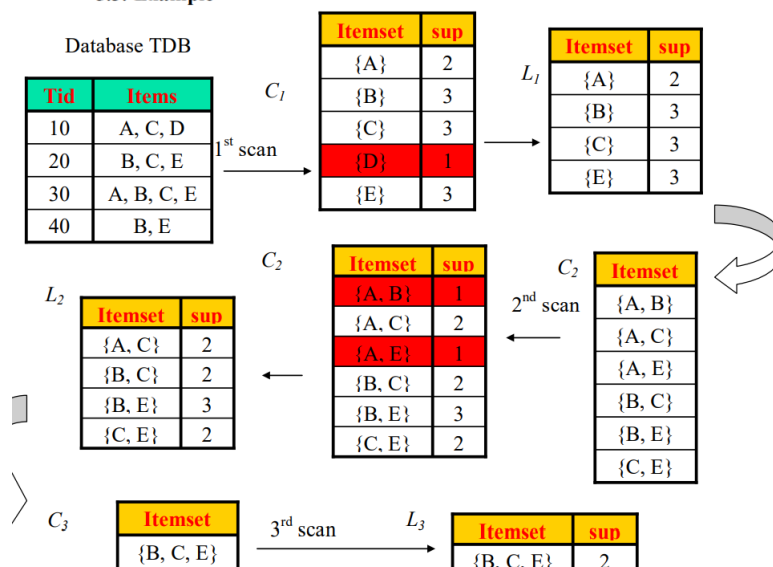 Database TDB
Tid Items
10 A, C, D
20 B, C, E
30 A, B, C, E
40 B, E
1st scan
C1
Itemset sup
{A} 2
{B} 3
{C} 3
{D} 1
{E} 3
L1
Itemset sup
{A} 2
{B} 3
{C} 3
{E} 3
C2
Itemset
{A, B}
{A, C}
{A, E}
{B, C}
{B, E}
{C, E}
2nd scan
C2
Itemset sup
{A, B} 1
{A, C} 2
{A, E} 1
{B, C} 2
{B, E} 3
{C, E} 2
L2
Itemset sup
{A, C} 2
{B, C} 2
{B, E} 3
{C, E} 2
C3
Itemset
{B, C, E}
3rd scan
L3
Itemset sup
{B, C, E} 2